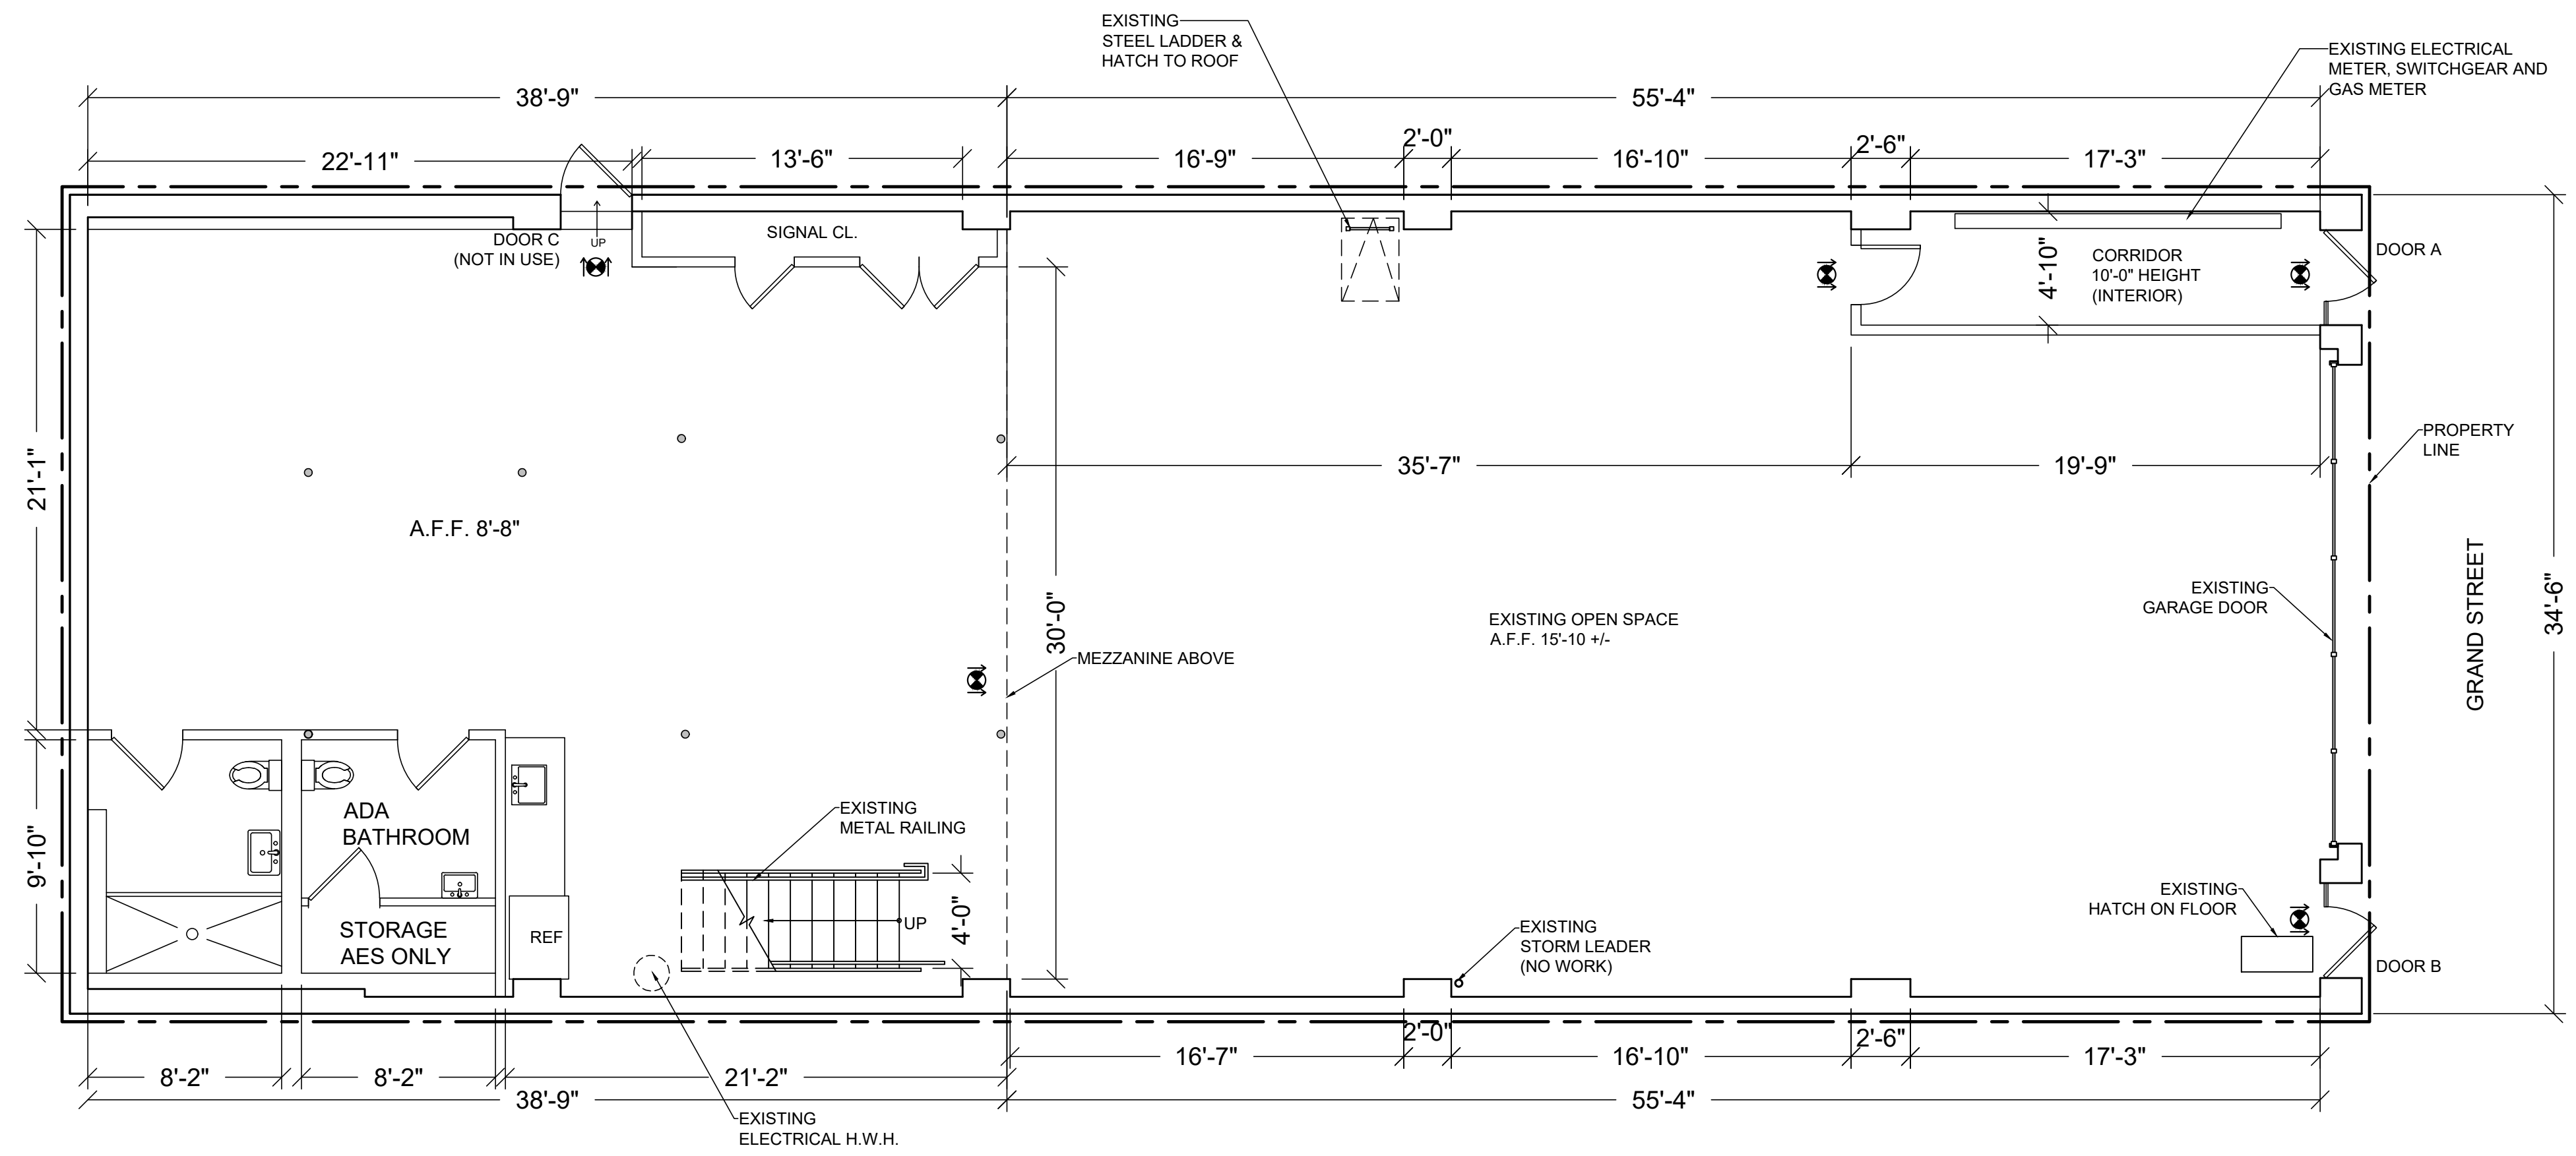 EXISTING
STEEL LADDER &
HATCH TO ROOF
EXISTING ELECTRICAL
METER, SWITCHGEAR AND
GAS METER
38'-9"
55'-4"
22'-11"
13'-6"
16'-9"
2'-0"
16'-10"
2'-6"
17'-3"
DOOR C
(NOT IN USE)
UP
SIGNAL CL.
4'-10"
CORRIDOR
10'-0" HEIGHT
(INTERIOR)
DOOR A
21'-1"
35'-7"
19'-9"
PROPERTY
LINE
A.F.F. 8'-8"
30'-0"
EXISTING OPEN SPACE
A.F.F. 15'-10 +/-
EXISTING
GARAGE DOOR
GRAND STREET
34'-6"
MEZZANINE ABOVE
9'-10"
ADA
BATHROOM
EXISTING
METAL RAILING
STORAGE
AES ONLY
REF
UP
4'-0"
EXISTING
STORM LEADER
(NO WORK)
EXISTING
HATCH ON FLOOR
DOOR B
8'-2"
8'-2"
21'-2"
16'-7"
2'-0"
16'-10"
2'-6"
17'-3"
38'-9"
55'-4"
EXISTING
ELECTRICAL H.W.H.